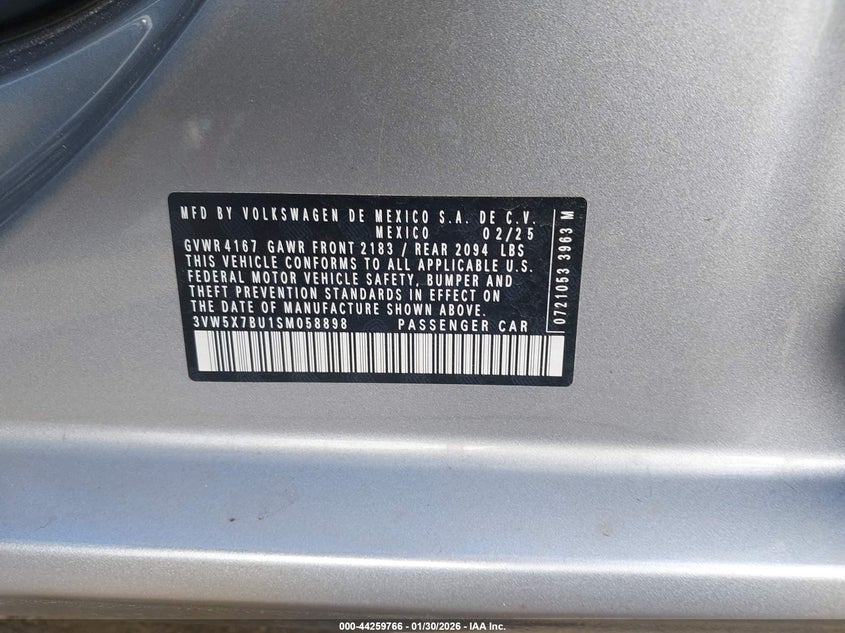 MFD BY VOLKSWAGEN DE MEXICO S.A. DE C.V.
MEXICO 02/25
GVWR 4167 GAWR FRONT 2183 / REAR 2094 LBS
THIS VEHICLE CONFORMS TO ALL APPLICABLE U.S.
FEDERAL MOTOR VEHICLE SAFETY, BUMPER AND
THEFT PREVENTION STANDARDS IN EFFECT ON
THE DATE OF MANUFACTURE SHOWN ABOVE.
3VW5X7BU1SM058898 PASSENGER CAR
0721053 3963 M
000-44259766 - 01/30/2026 - IAA Inc.